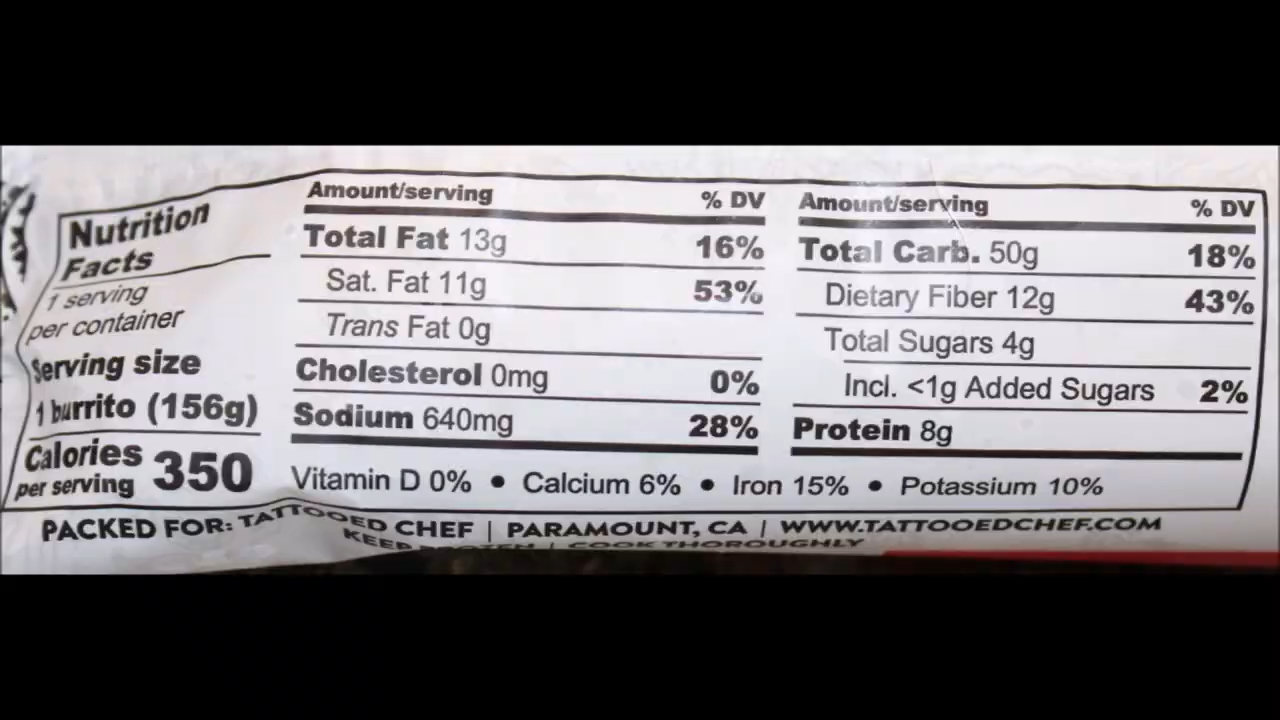 Nutrition
Facts
1 serving
per container
Serving size
1 burrito (156g)
Calories
per serving 350
Amount/serving % DV
Total Fat 13g 16%
Sat. Fat 11g 53%
Trans Fat 0g
Cholesterol 0mg 0%
Sodium 640mg 28%
Amount/serving % DV
Total Carb. 50g 18%
Dietary Fiber 12g 43%
Total Sugars 4g
Incl. <1g Added Sugars 2%
Protein 8g
Vitamin D 0% • Calcium 6% • Iron 15% • Potassium 10%
PACKED FOR: TATTOOED CHEF | PARAMOUNT, CA | WWW.TATTOOEDCHEF.COM
KEEP FROZEN | COOK THOROUGHLY